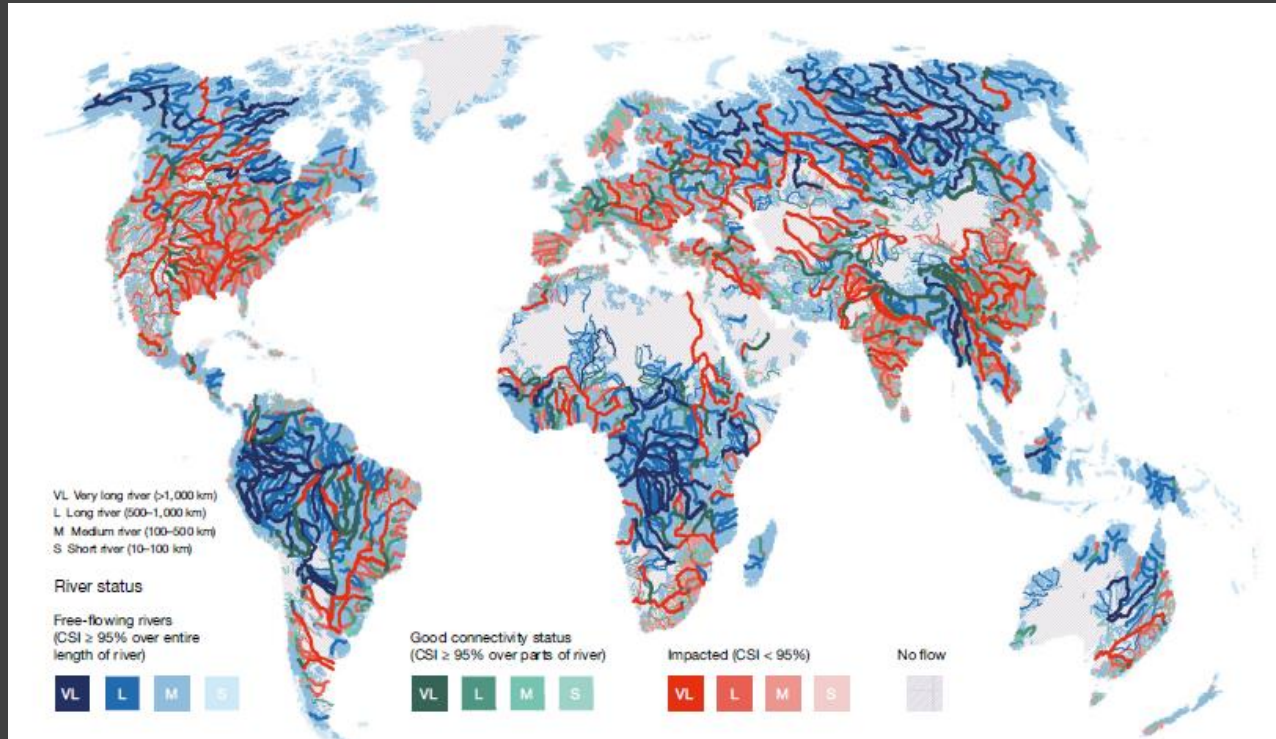 VL Very long river (>1,000 km)
L Long river (500–1,000 km)
M Medium river (100–500 km)
S Short river (10–100 km)
River status
Free-flowing rivers
(CSI ≥ 95% over entire
length of river)
VL L M S
Good connectivity status
(CSI ≥ 95% over parts of river)
VL L M S
Impacted (CSI < 95%)
VL L M S
No flow